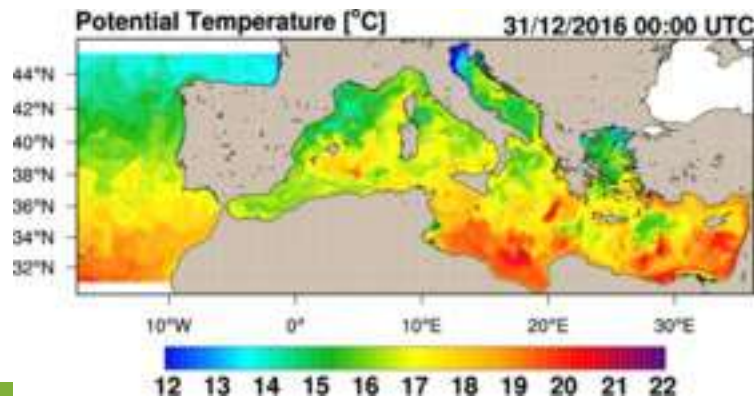 Potential Temperature [°C] 31/12/2016 00:00 UTC
44°N
42°N
40°N
38°N
36°N
34°N
32°N
10°W 0° 10°E 20°E 30°E
12 13 14 15 16 17 18 19 20 21 22